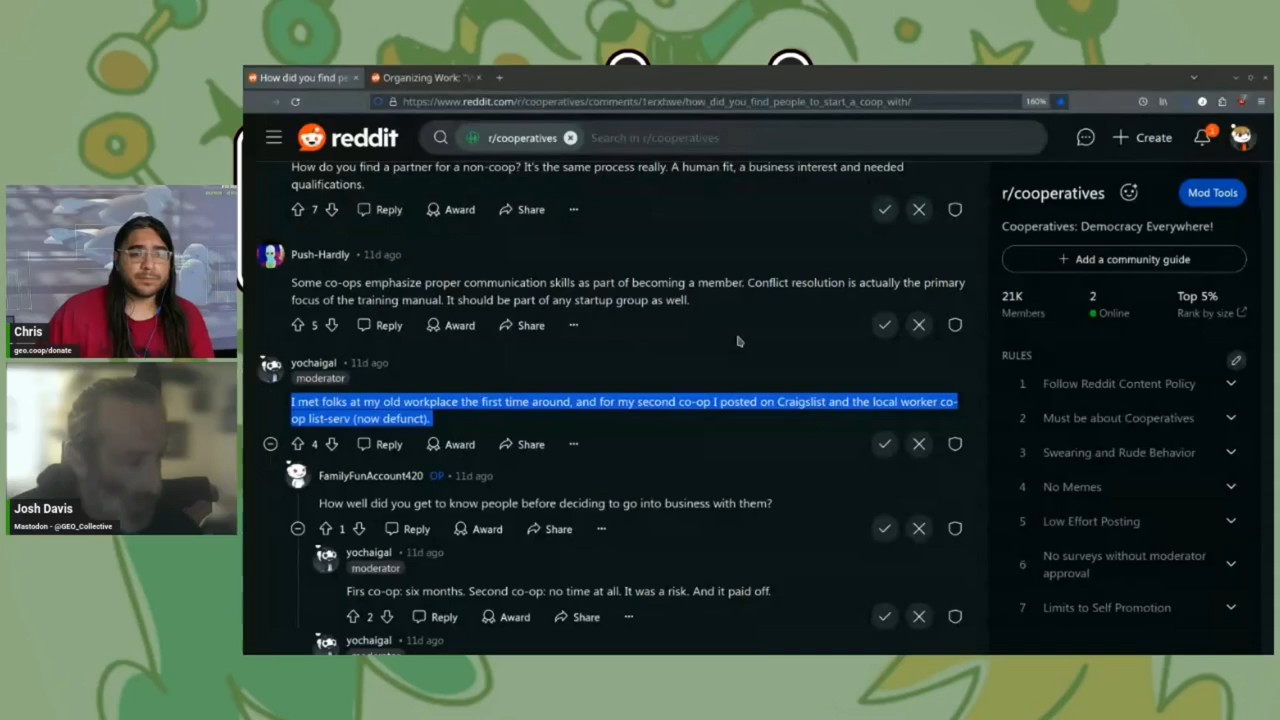 How did you find pe
Organizing Work: "
https://www.reddit.com/r/cooperatives/comments/1erxhwe/how_did_you_find_people_to_start_a_coop_with/
160%
reddit
r/cooperatives
Search in r/cooperatives
Create
1
How do you find a partner for a non-coop? It's the same process really. A human fit, a business interest and needed
qualifications.
7 Reply Award Share
Push-Hardly • 11d ago
Some co-ops emphasize proper communication skills as part of becoming a member. Conflict resolution is actually the primary
focus of the training manual. It should be part of any startup group as well.
5 Reply Award Share
yochaigal • 11d ago
moderator
I met folks at my old workplace the first time around, and for my second co-op I posted on Craigslist and the local worker co-
op list-serv (now defunct).
4 Reply Award Share
FamilyFunAccount420 OP • 11d ago
How well did you get to know people before deciding to go into business with them?
1 Reply Award Share
yochaigal • 11d ago
moderator
Firs co-op: six months. Second co-op: no time at all. It was a risk. And it paid off.
2 Reply Award Share
yochaigal • 11d ago
r/cooperatives
Mod Tools
Cooperatives: Democracy Everywhere!
Add a community guide
21K 2 Top 5%
Members Online Rank by size
RULES
1 Follow Reddit Content Policy
2 Must be about Cooperatives
3 Swearing and Rude Behavior
4 No Memes
5 Low Effort Posting
6 No surveys without moderator
approval
7 Limits to Self Promotion
Chris
geo.coop/donate
Josh Davis
Mastodon - @GEO_Collective